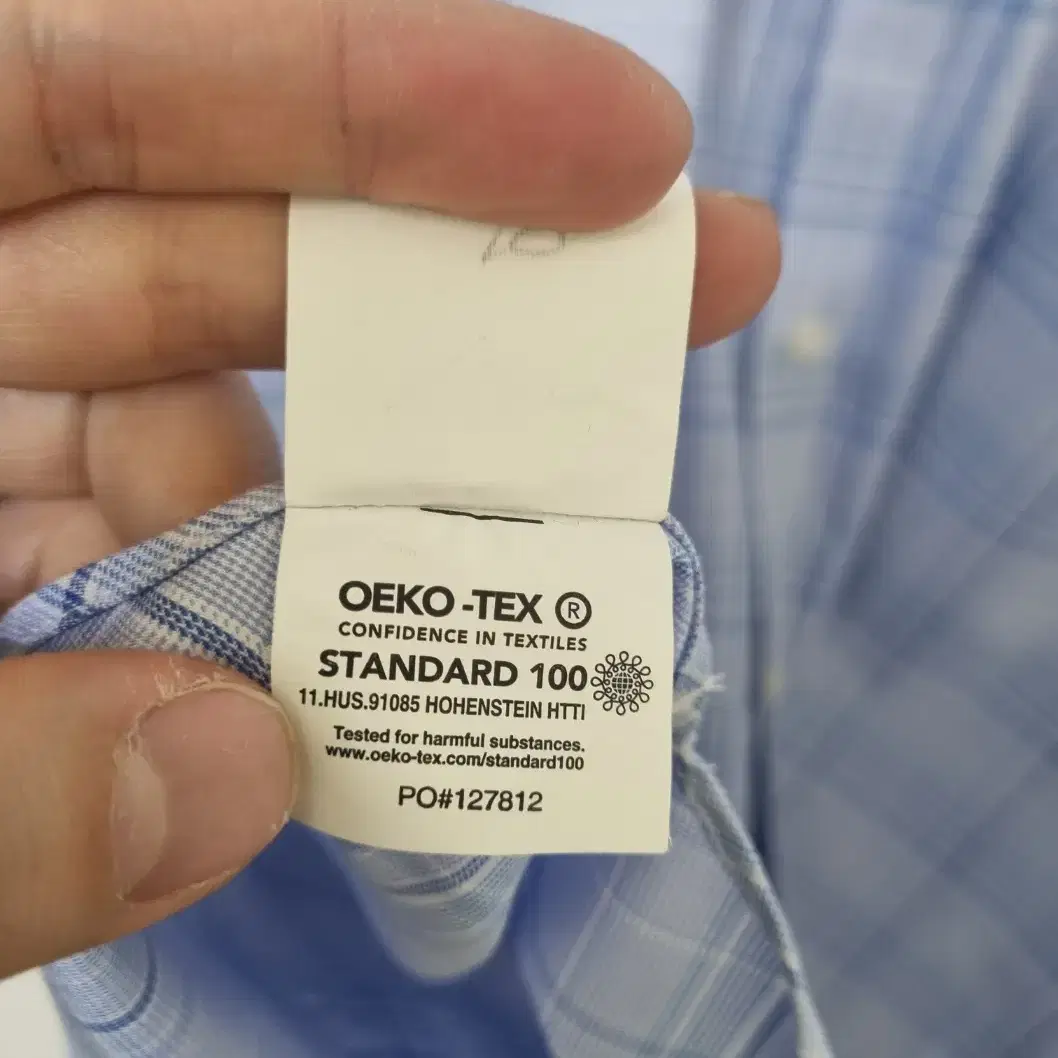 OEKO-TEX ®
CONFIDENCE IN TEXTILES
STANDARD 100
11.HUS.91085 HOHENSTEIN HTTI
Tested for harmful substances.
www.oeko-tex.com/standard100
PO#127812